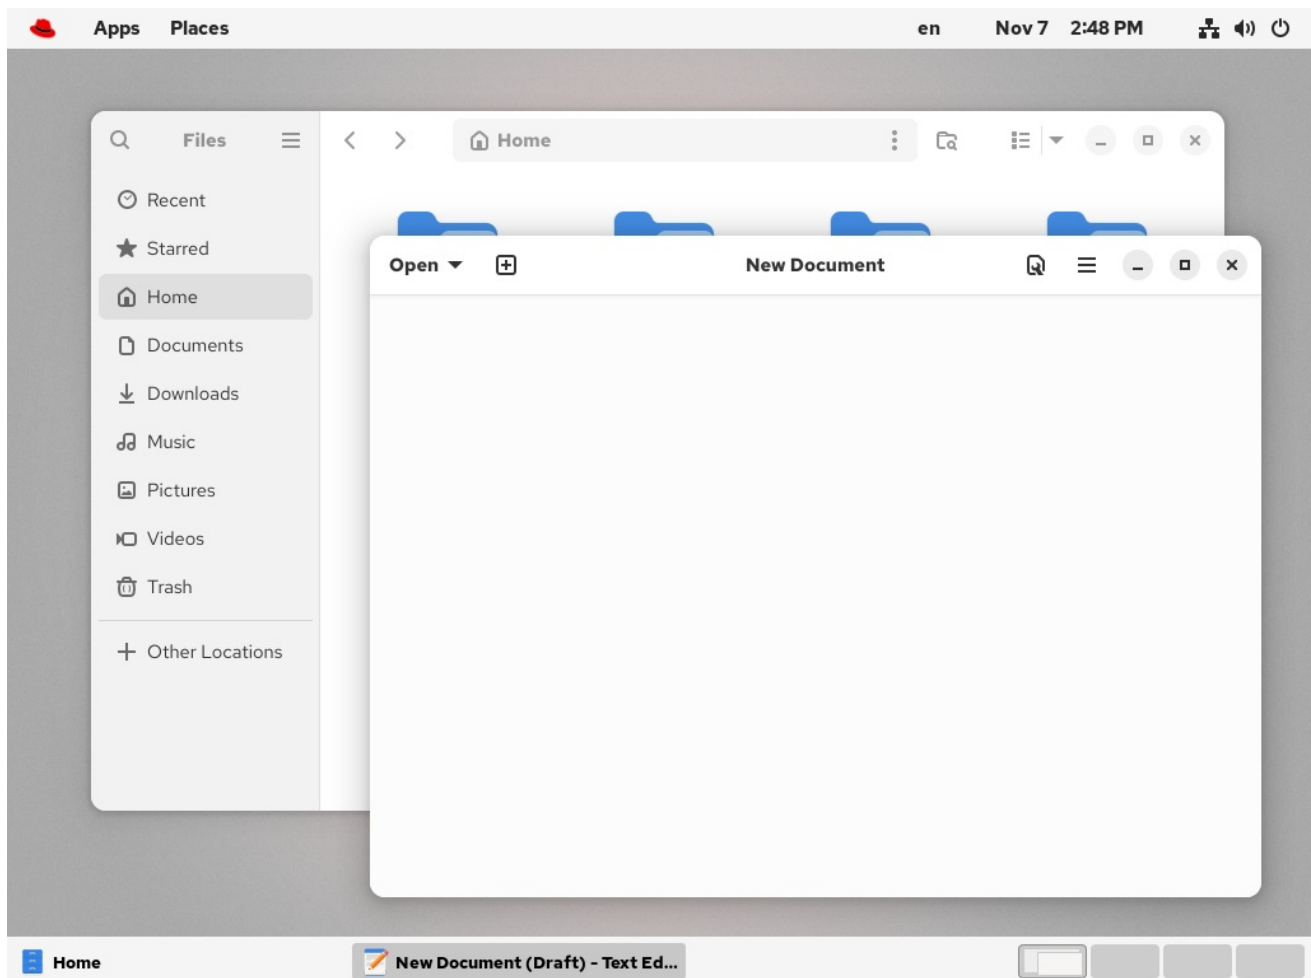 Apps Places en Nov 7 2:48 PM
Files Home
Recent
Starred
Open New Document
Home
Documents
Downloads
Music
Pictures
Videos
Trash
Other Locations
Home New Document (Draft) – Text Ed...